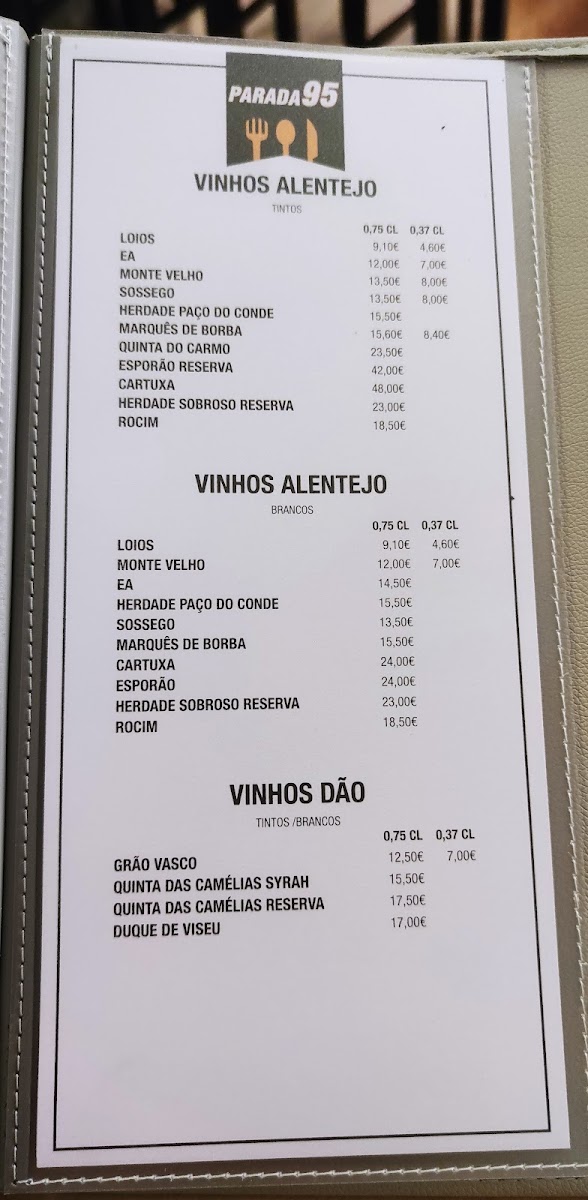 PARADA95
VINHOS ALENTEJO
TINTOS
0,75 CL 0,37 CL
LOIOS 9,10€ 4,60€
EA 12,00€ 7,00€
MONTE VELHO 13,50€ 8,00€
SOSSEGO 13,50€ 8,00€
HERDADE PAÇO DO CONDE 15,50€
MARQUÊS DE BORBA 15,60€ 8,40€
QUINTA DO CARMO 23,50€
ESPORÃO RESERVA 42,00€
CARTUXA 48,00€
HERDADE SOBROSO RESERVA 23,00€
ROCIM 18,50€
VINHOS ALENTEJO
BRANCOS
0,75 CL 0,37 CL
LOIOS 9,10€ 4,60€
MONTE VELHO 12,00€ 7,00€
EA 14,50€
HERDADE PAÇO DO CONDE 15,50€
SOSSEGO 13,50€
MARQUÊS DE BORBA 15,50€
CARTUXA 24,00€
ESPORÃO 24,00€
HERDADE SOBROSO RESERVA 23,00€
ROCIM 18,50€
VINHOS DÃO
TINTOS /BRANCOS
0,75 CL 0,37 CL
GRÃO VASCO 12,50€ 7,00€
QUINTA DAS CAMÉLIAS SYRAH 15,50€
QUINTA DAS CAMÉLIAS RESERVA 17,50€
DUQUE DE VISEU 17,00€